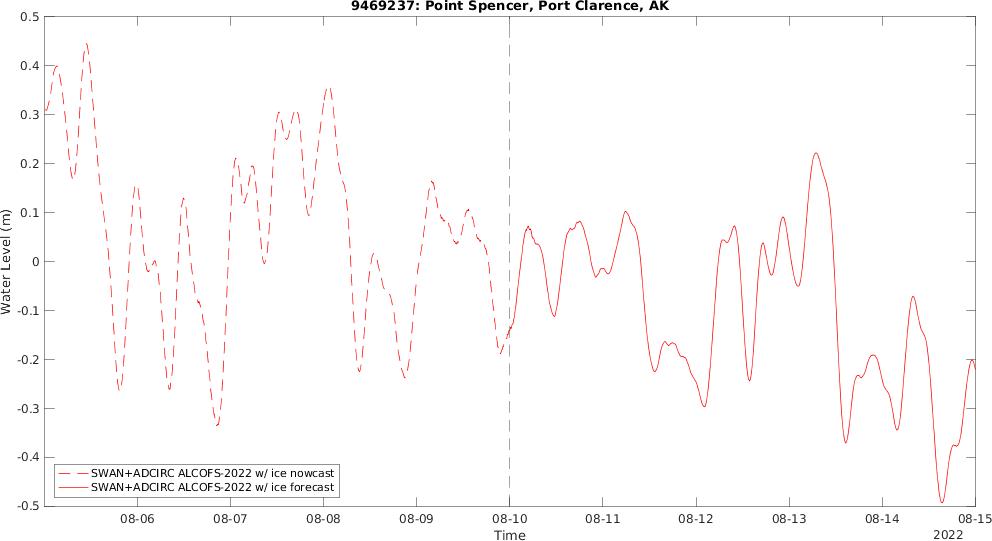 9469237: Point Spencer, Port Clarence, AK
0.5
0.4
0.3
0.2
0.1
0
-0.1
-0.2
-0.3
-0.4
-0.5
Water Level (m)
SWAN+ADCIRC ALCOFS-2022 w/ ice nowcast
SWAN+ADCIRC ALCOFS-2022 w/ ice forecast
08-06 08-07 08-08 08-09 08-10 08-11 08-12 08-13 08-14 08-15
Time
2022